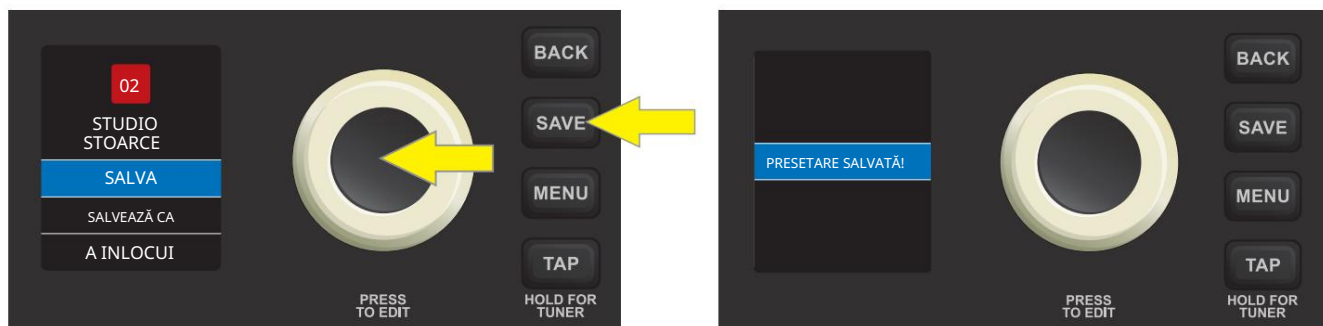 02
STUDIO
STOARCE
SALVA
SALVEAZĂ CA
A INLOCUI
BACK
SAVE
MENU
TAP
PRESS
TO EDIT
HOLD FOR
TUNER
PRESETARE SALVATĂ!
BACK
SAVE
MENU
TAP
PRESS
TO EDIT
HOLD FOR
TUNER